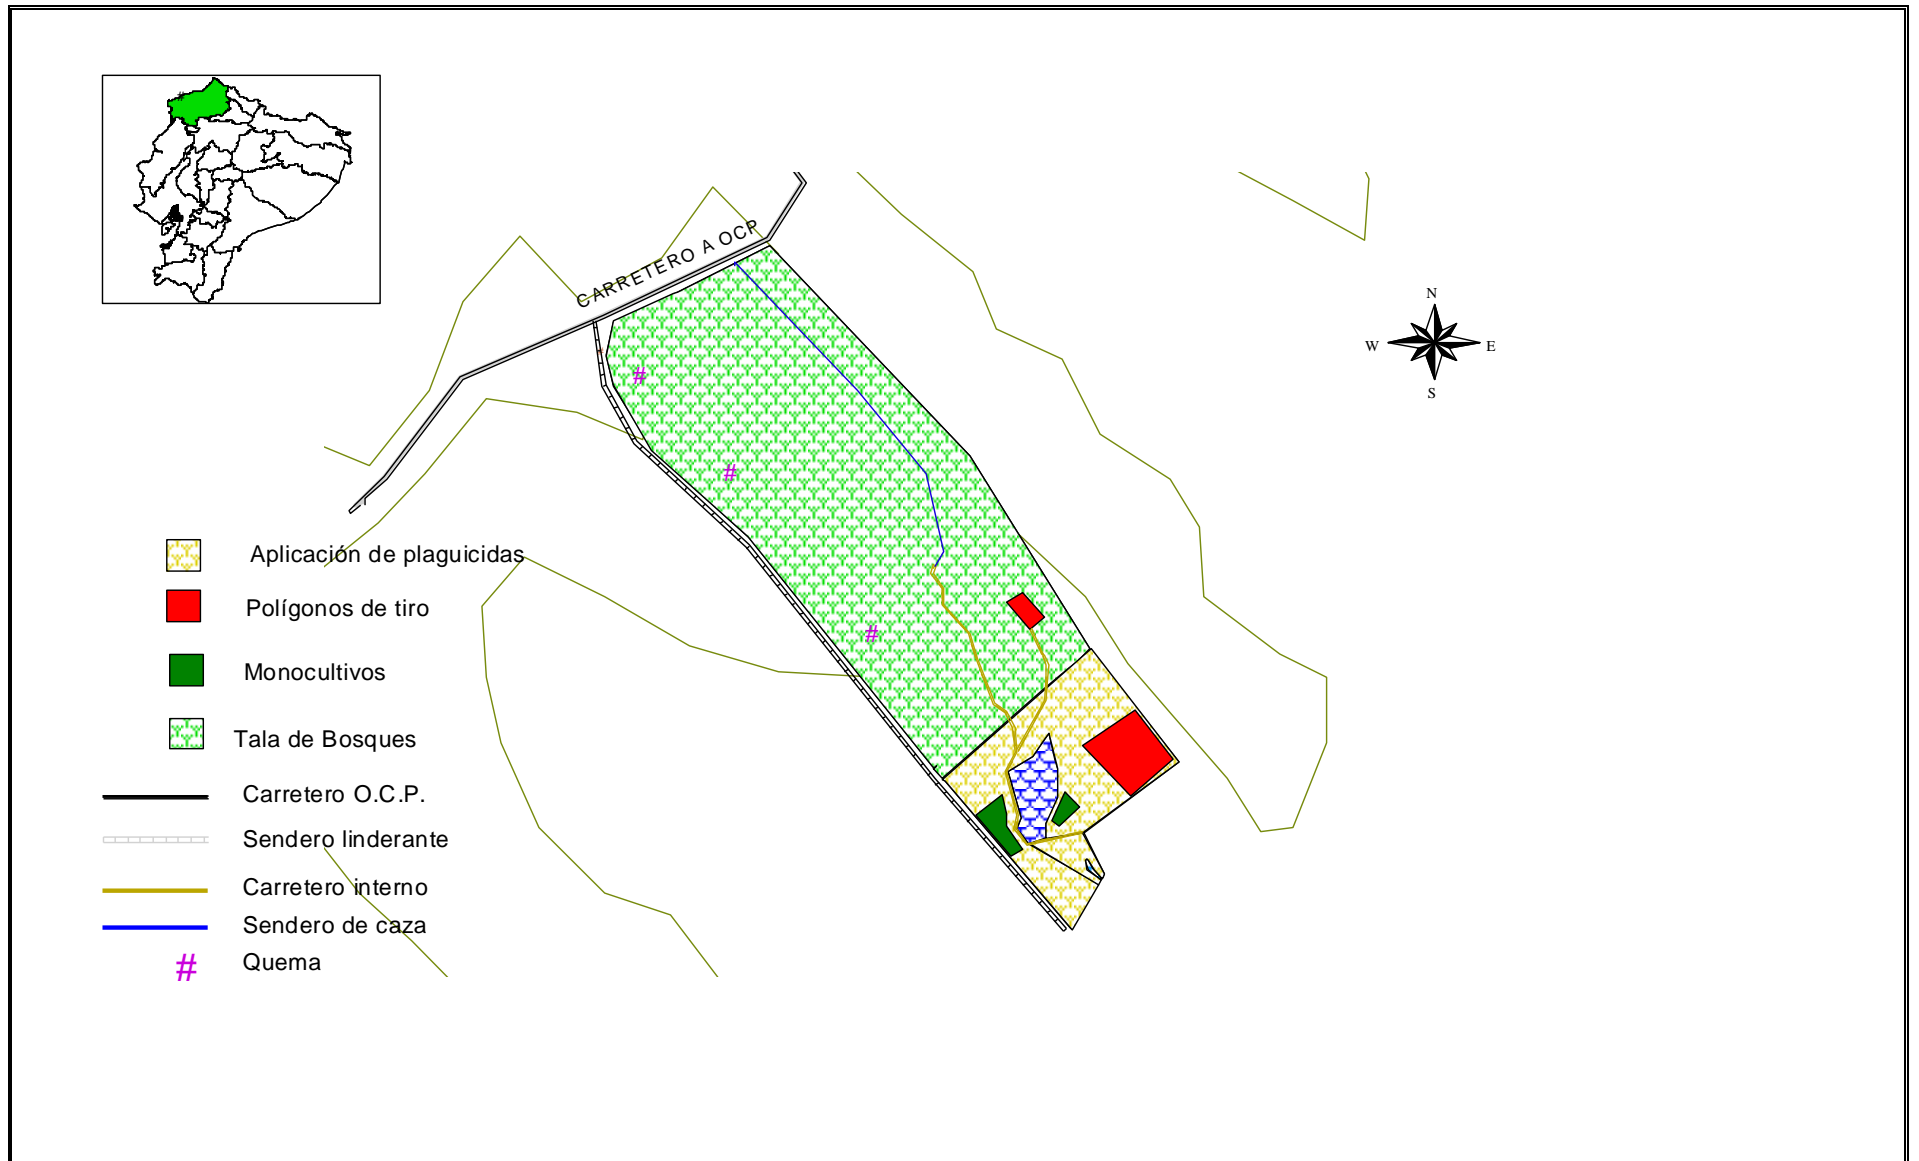 CARRETERO A OCP
N
W E
S
Aplicación de plaguicidas
Polígonos de tiro
Monocultivos
Tala de Bosques
Carretero O.C.P.
Sendero linderante
Carretero interno
Sendero de caza
# Quema
#
#
#
#